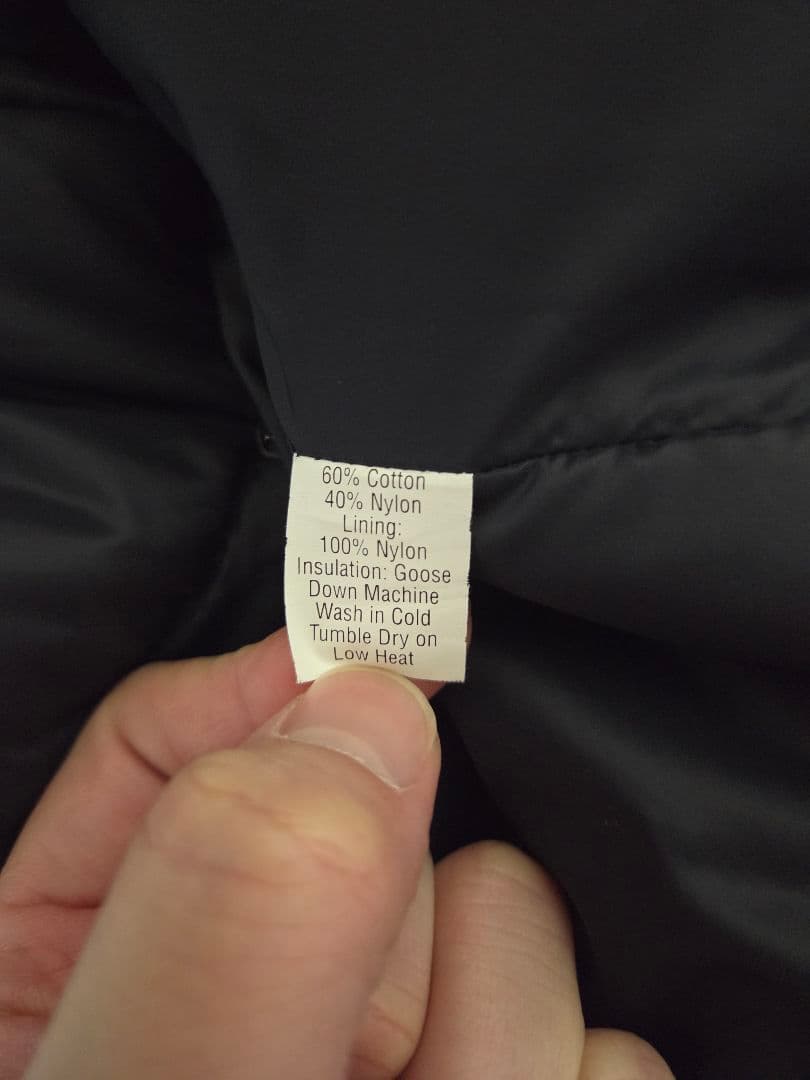 60% Cotton
40% Nylon
Lining:
100% Nylon
Insulation: Goose
Down Machine
Wash in Cold
Tumble Dry on
Low Heat